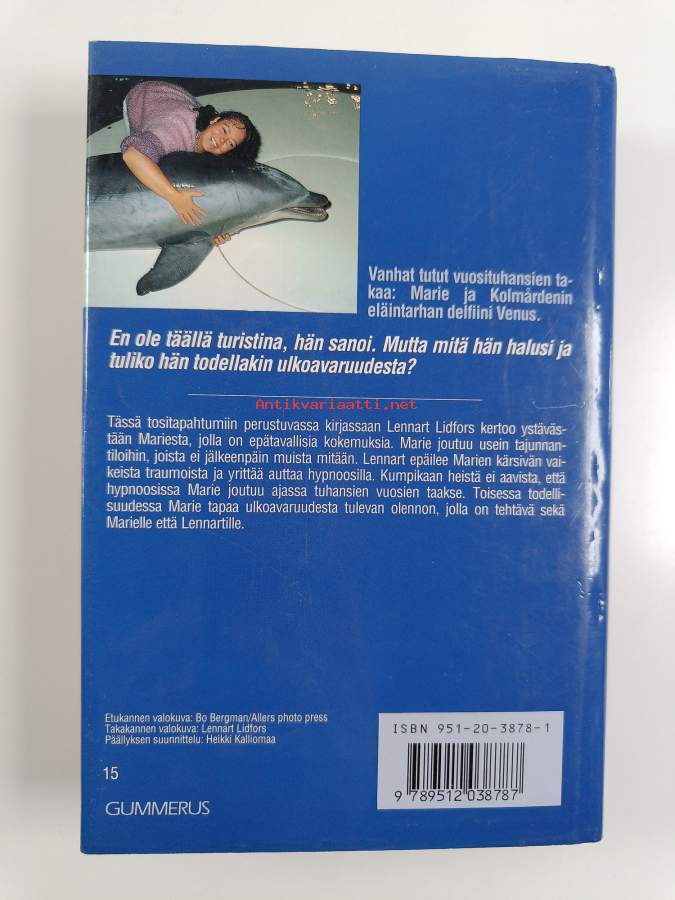 Vanhat tutut vuosituhansien ta-
kaa: Marie ja Kolmårdenin
eläintarhan delfiini Venus.
En ole täällä turistina, hän sanoi. Mutta mitä hän halusi ja
tuliko hän todellakin ulkoavaruudesta?
Antikvariaatti.net
Tässä tositapahtumiin perustuvassa kirjassaan Lennart Lidfors kertoo ystäväs-
tään Mariesta, jolla on epätavallisia kokemuksia. Marie joutuu usein tajunnan-
tiloihin, joista ei jälkeenpäin muista mitään. Lennart epäilee Marien kärsivän vai-
keista traumoista ja yrittää auttaa hypnoosilla. Kumpikaan heistä ei aavista, että
hypnoosissa Marie joutuu ajassa tuhansien vuosien taakse. Toisessa todelli-
suudessa Marie tapaa ulkoavaruudesta tulevan olennon, jolla on tehtävä sekä
Marielle että Lennartille.
Etukannen valokuva: Bo Bergman/Allers photo press
Takakannen valokuva: Lennart Lidfors
Päällyksen suunnittelu: Heikki Kalliomaa
ISBN 951-20-3878-1
9 789512 038787
15
GUMMERUS